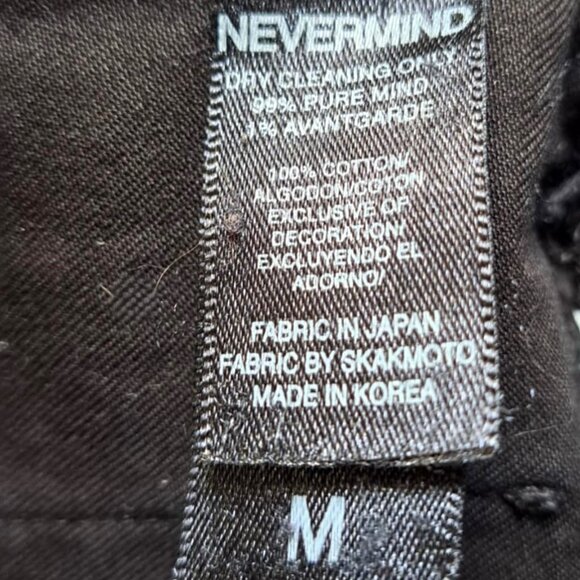 NEVERMIND
DRY CLEANING ONLY
99% PURE MIND
1% AVANTGARDE
100% COTTON/
ALGODON/COTON
EXCLUSIVE OF
DECORATION/
EXCLUYENDO EL
ADORNO/
FABRIC IN JAPAN
FABRIC BY SKAKMOTO
MADE IN KOREA
M